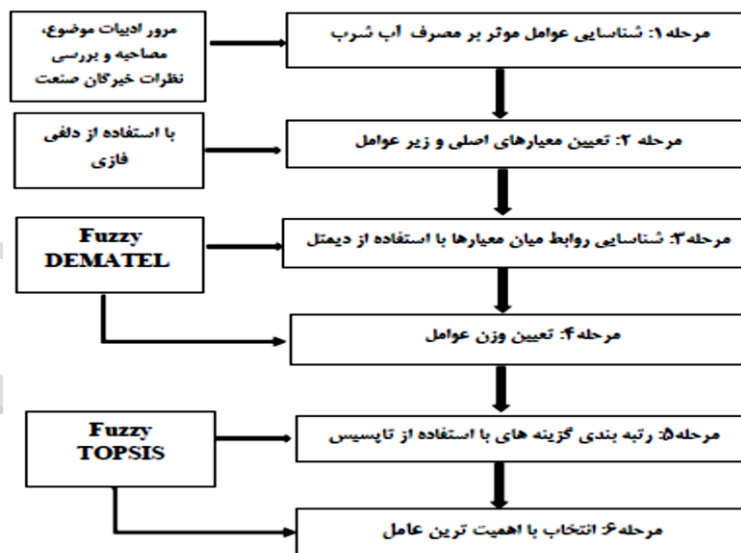 مرور ادبیات موضوع،
مصاحبه و بررسی
نظرات خبرگان صنعت
مرحله۱: شناسایی عوامل موثر بر مصرف آب شرب
با استفاده از دلفی
فازی
مرحله ۲: تعیین معیارهای اصلی و زیر عوامل
Fuzzy
DEMATEL
مرحله۳: شناسایی روابط میان معیارها با استفاده از دیمتل
مرحله۴: تعیین وزن عوامل
Fuzzy
TOPSIS
مرحله۵: رتبه بندی گزینه های با استفاده از تاپسیس
مرحله۶: انتخاب با اهمیت ترین عامل